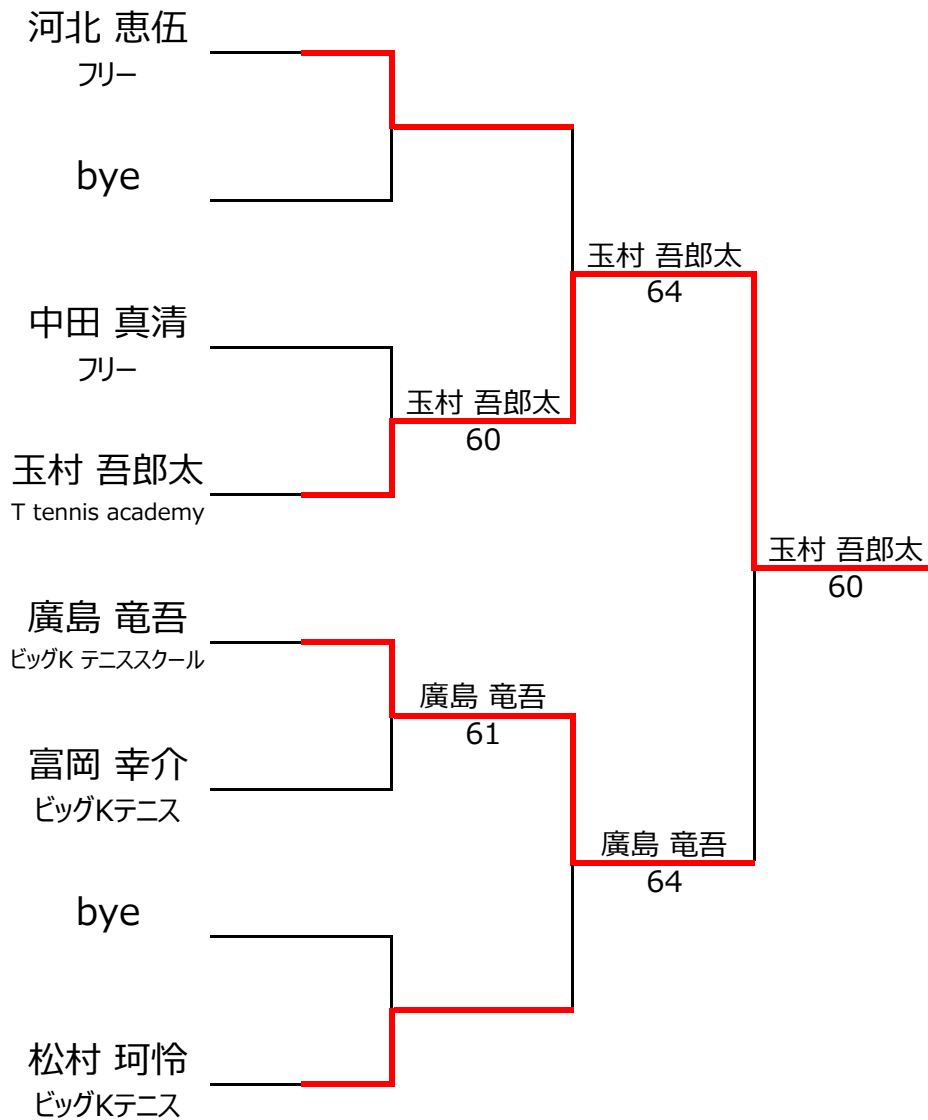 河北 恵伍
フリー
bye
中田 真清
フリー
玉村 吾郎太
T tennis academy
廣島 竜吾
ビッグK テニススクール
富岡 幸介
ビッグKテニス
bye
松村 珂怜
ビッグKテニス
玉村 吾郎太
60
廣島 竜吾
61
玉村 吾郎太
64
廣島 竜吾
64
玉村 吾郎太
60